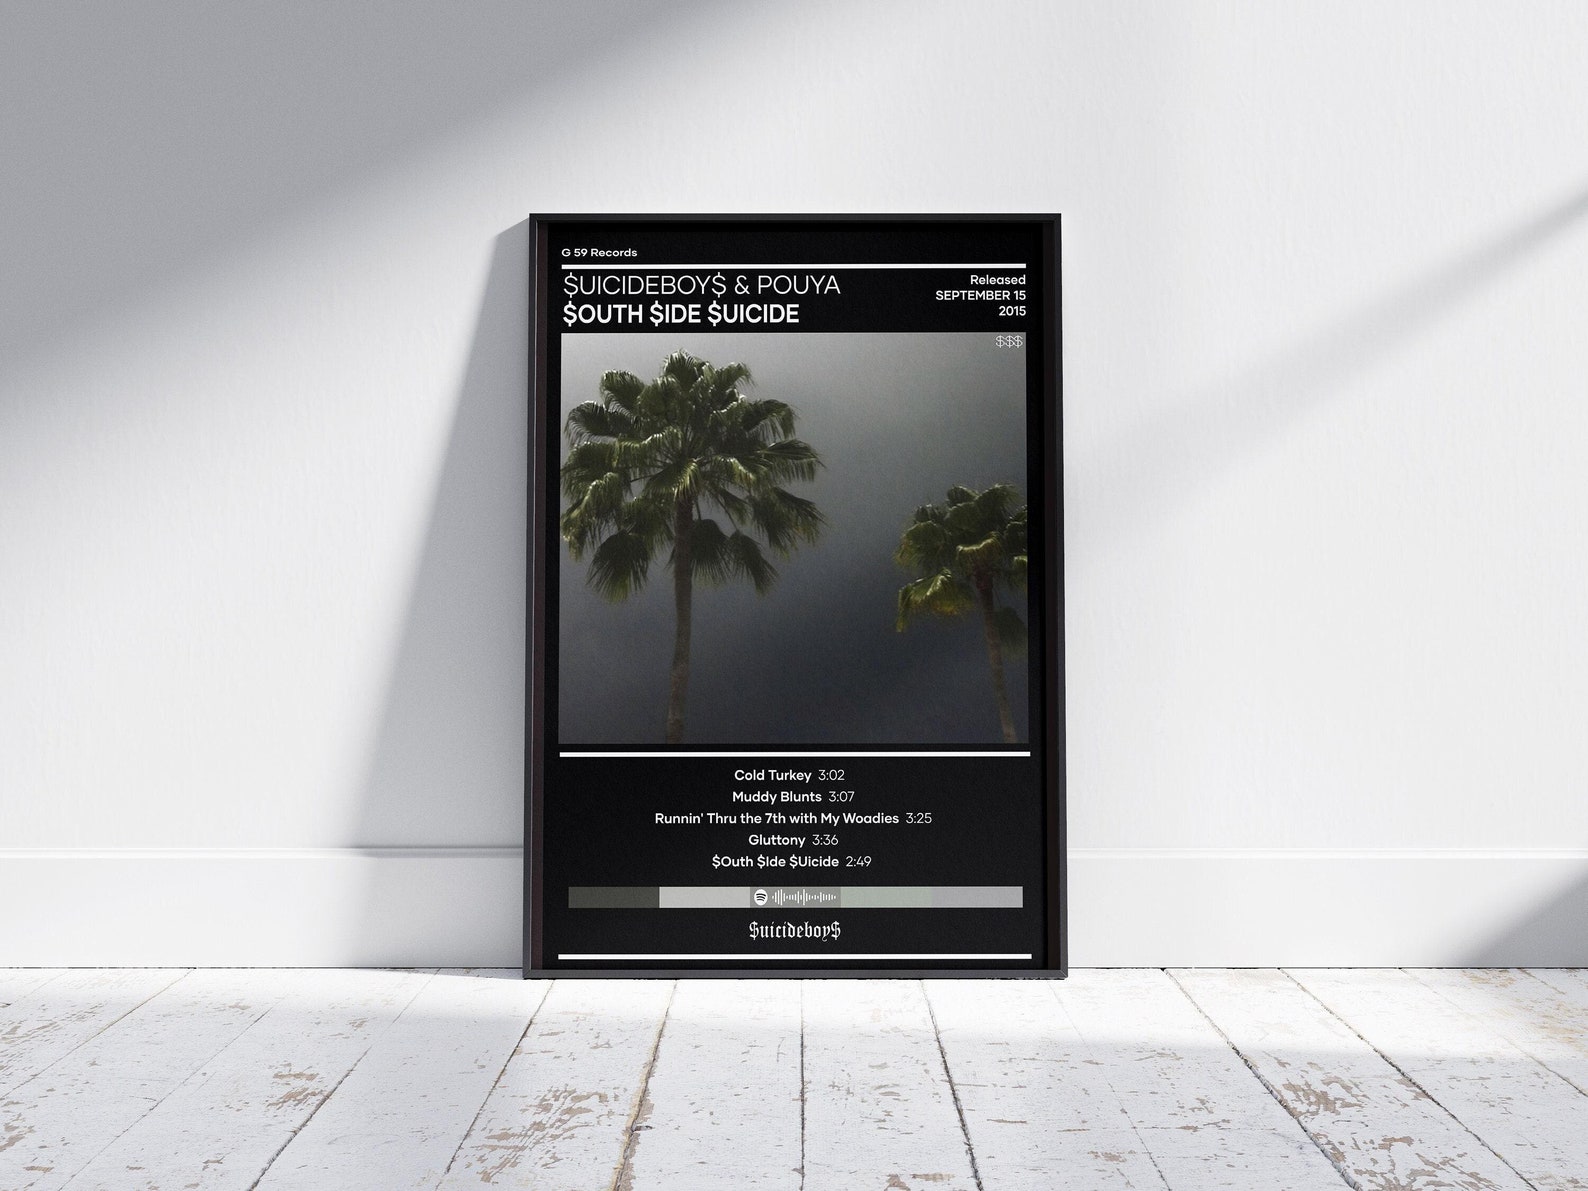 G 59 Records
$UICIDEBOY$ & POUYA
$OUTH $IDE $UICIDE
Released
SEPTEMBER 15
2015
$$$
Cold Turkey 3:02
Muddy Blunts 3:07
Runnin' Thru the 7th with My Woadies 3:25
Gluttony 3:36
$Outh $Ide $Uicide 2:49
$uicideboy$